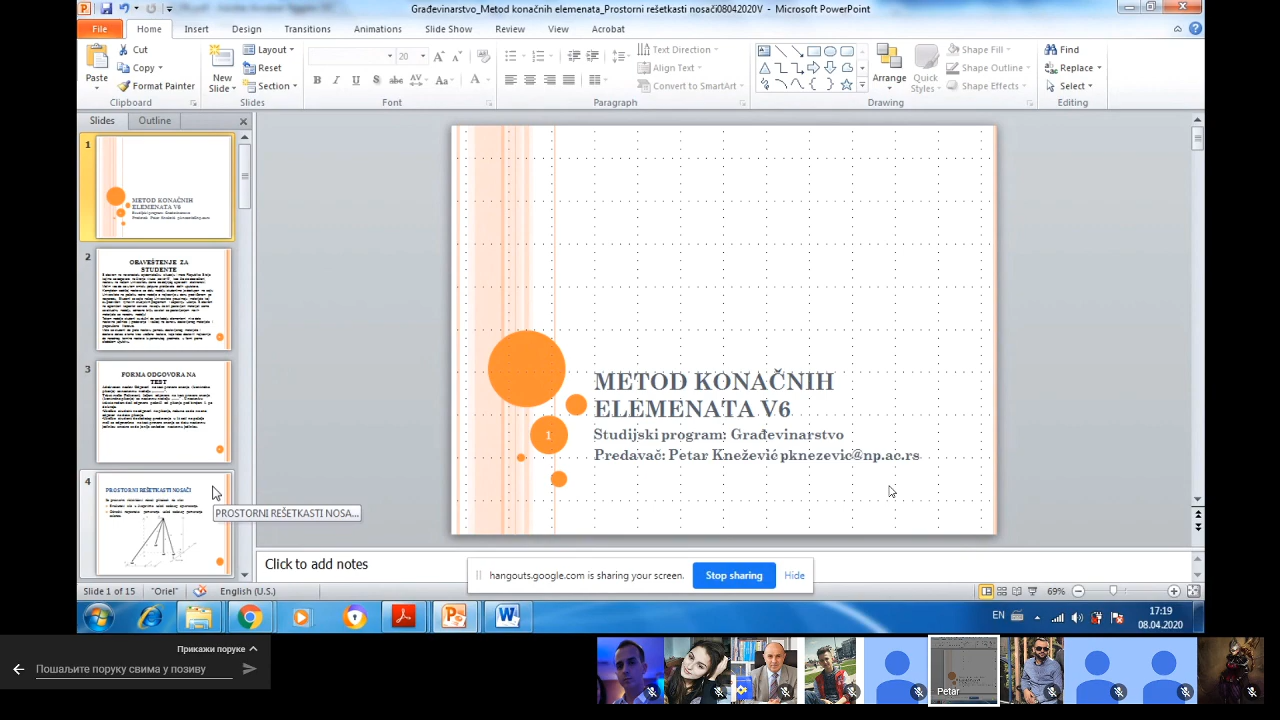 Građevinarstvo_Metod konačnih elemenata_Prostorni rešetkasti nosači08042020V - Microsoft PowerPoint
File Home Insert Design Transitions Animations Slide Show Review View Acrobat
Cut
Copy
Format Painter
Paste
Clipboard
New
Slide
Layout
Reset
Section
Slides
20
Font
Text Direction
Align Text
Convert to SmartArt
Paragraph
Arrange
Quick
Styles
Shape Fill
Shape Outline
Shape Effects
Drawing
Find
Replace
Select
Editing
Slides Outline
1
METOD KONAČNIH
ELEMENATA V6
2
OBAVEŠTENJE ZA
STUDENTE
3
FORMA ODGOVORA NA
TEST
4
PROSTORNI REŠETKASTI NOSAČI
PROSTORNI REŠETKASTI NOSA...
METOD KONAČNIH
ELEMENATA V6
1
Studijski program: Građevinarstvo
Predavač: Petar Knežević pknezevic@np.ac.rs
Click to add notes
hangouts.google.com is sharing your screen. Stop sharing Hide
Slide 1 of 15 "Oriel" English (U.S.) 69%
EN 17:19
08.04.2020
Прикажи поруке
Пошаљите поруку свима у позиву
Petar